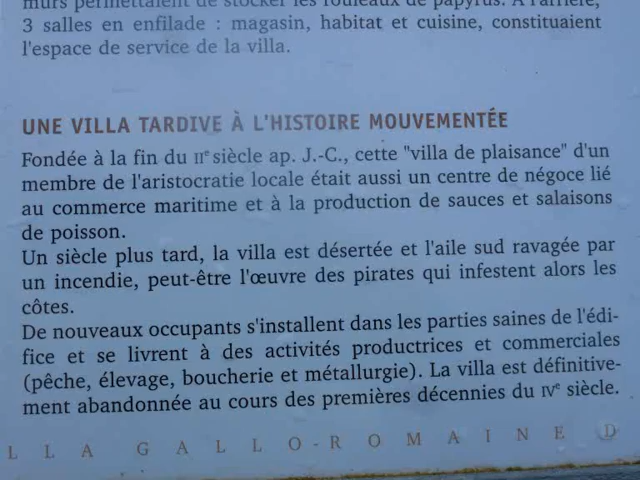 murs permettaient de stocker les rouleaux de papyrus. A l'arrière,
3 salles en enfilade : magasin, habitat et cuisine, constituaient
l'espace de service de la villa.
UNE VILLA TARDIVE À L'HISTOIRE MOUVEMENTÉE
Fondée à la fin du IIe siècle ap. J.-C., cette "villa de plaisance" d'un
membre de l'aristocratie locale était aussi un centre de négoce lié
au commerce maritime et à la production de sauces et salaisons
de poisson.
Un siècle plus tard, la villa est désertée et l'aile sud ravagée par
un incendie, peut-être l'œuvre des pirates qui infestent alors les
côtes.
De nouveaux occupants s'installent dans les parties saines de l'édi-
fice et se livrent à des activités productrices et commerciales
(pêche, élevage, boucherie et métallurgie). La villa est définitive-
ment abandonnée au cours des premières décennies du IVe siècle.
L L A G A L L O - R O M A I N E D